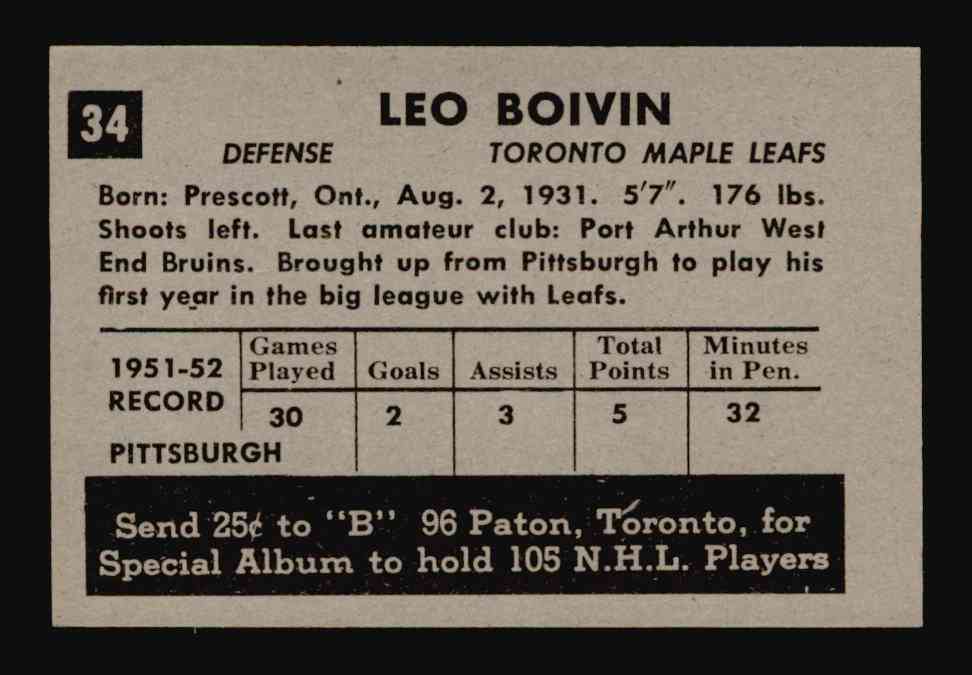 34
LEO BOIVIN
DEFENSE TORONTO MAPLE LEAFS
Born: Prescott, Ont., Aug. 2, 1931. 5'7". 176 lbs.
Shoots left. Last amateur club: Port Arthur West
End Bruins. Brought up from Pittsburgh to play his
first year in the big league with Leafs.
1951-52 RECORD
Games Played Goals Assists Total Points Minutes in Pen.
30 2 3 5 32
PITTSBURGH
Send 25¢ to "B" 96 Paton, Toronto, for
Special Album to hold 105 N.H.L. Players